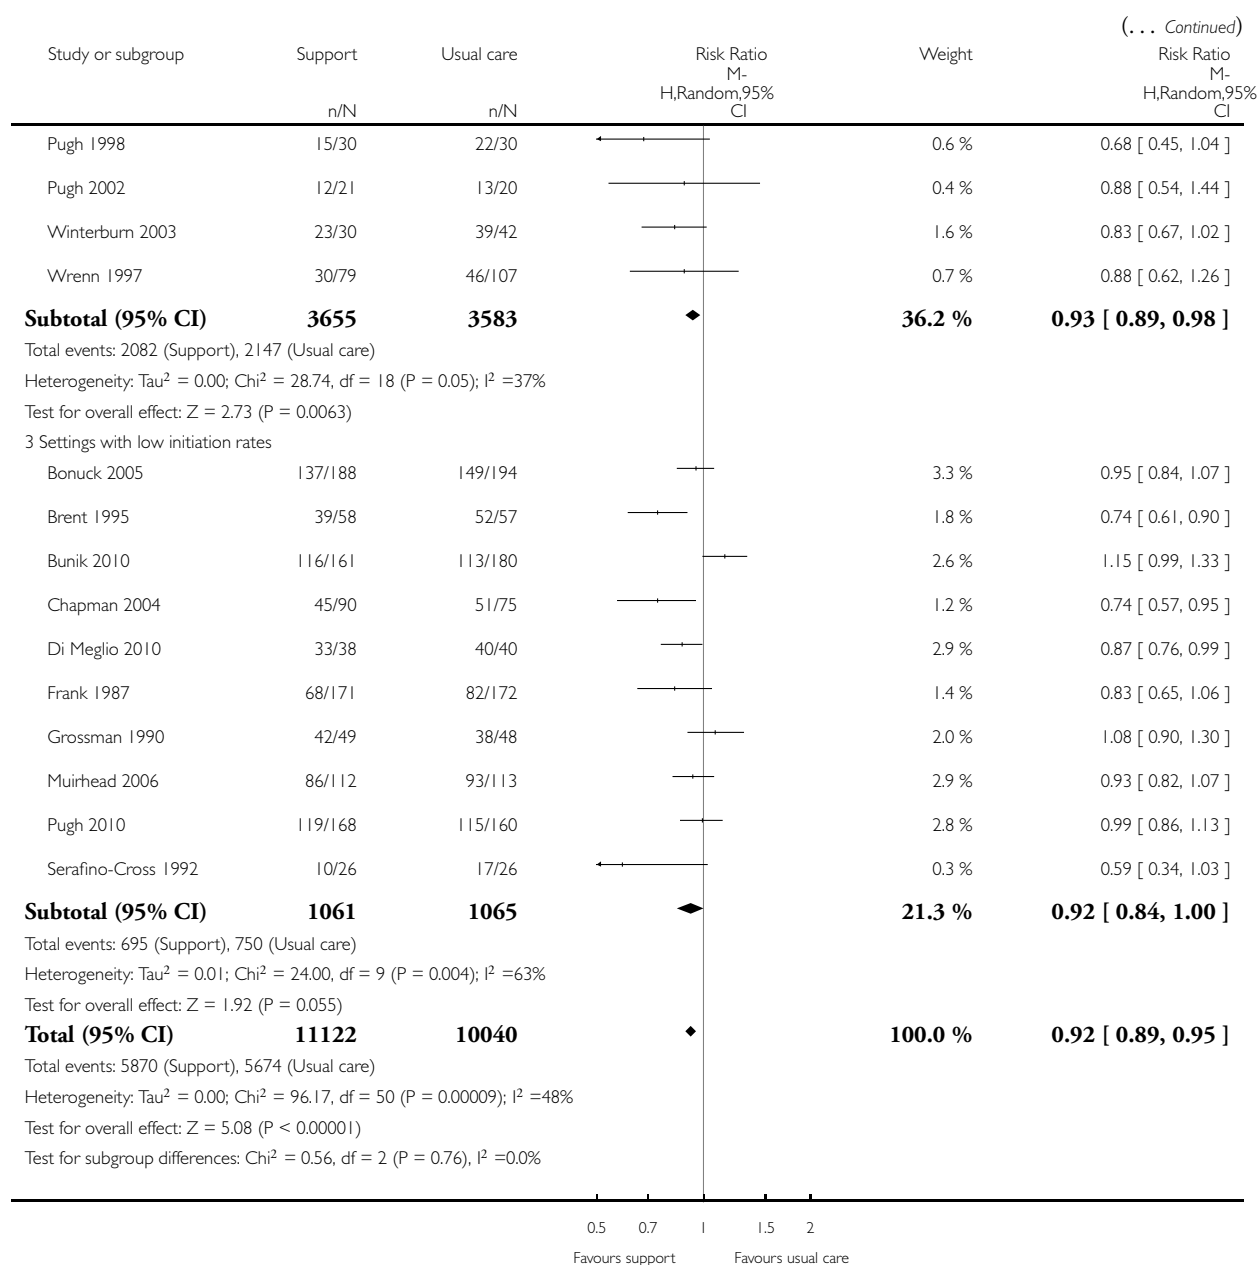 (... Continued)
Study or subgroup Support Usual care Risk Ratio Weight Risk Ratio
M- M-
H,Random,95% H,Random,95%
n/N n/N CI CI
Pugh 1998 15/30 22/30 0.6 % 0.68 [ 0.45, 1.04 ]
Pugh 2002 12/21 13/20 0.4 % 0.88 [ 0.54, 1.44 ]
Winterburn 2003 23/30 39/42 1.6 % 0.83 [ 0.67, 1.02 ]
Wrenn 1997 30/79 46/107 0.7 % 0.88 [ 0.62, 1.26 ]
Subtotal (95% CI) 3655 3583 36.2 % 0.93 [ 0.89, 0.98 ]
Total events: 2082 (Support), 2147 (Usual care)
Heterogeneity: Tau² = 0.00; Chi² = 28.74, df = 18 (P = 0.05); I² =37%
Test for overall effect: Z = 2.73 (P = 0.0063)
3 Settings with low initiation rates
Bonuck 2005 137/188 149/194 3.3 % 0.95 [ 0.84, 1.07 ]
Brent 1995 39/58 52/57 1.8 % 0.74 [ 0.61, 0.90 ]
Bunik 2010 116/161 113/180 2.6 % 1.15 [ 0.99, 1.33 ]
Chapman 2004 45/90 51/75 1.2 % 0.74 [ 0.57, 0.95 ]
Di Meglio 2010 33/38 40/40 2.9 % 0.87 [ 0.76, 0.99 ]
Frank 1987 68/171 82/172 1.4 % 0.83 [ 0.65, 1.06 ]
Grossman 1990 42/49 38/48 2.0 % 1.08 [ 0.90, 1.30 ]
Muirhead 2006 86/112 93/113 2.9 % 0.93 [ 0.82, 1.07 ]
Pugh 2010 119/168 115/160 2.8 % 0.99 [ 0.86, 1.13 ]
Serafino-Cross 1992 10/26 17/26 0.3 % 0.59 [ 0.34, 1.03 ]
Subtotal (95% CI) 1061 1065 21.3 % 0.92 [ 0.84, 1.00 ]
Total events: 695 (Support), 750 (Usual care)
Heterogeneity: Tau² = 0.01; Chi² = 24.00, df = 9 (P = 0.004); I² =63%
Test for overall effect: Z = 1.92 (P = 0.055)
Total (95% CI) 11122 10040 100.0 % 0.92 [ 0.89, 0.95 ]
Total events: 5870 (Support), 5674 (Usual care)
Heterogeneity: Tau² = 0.00; Chi² = 96.17, df = 50 (P = 0.00009); I² =48%
Test for overall effect: Z = 5.08 (P < 0.00001)
Test for subgroup differences: Chi² = 0.56, df = 2 (P = 0.76), I² =0.0%
0.5 0.7 1 1.5 2
Favours support Favours usual care